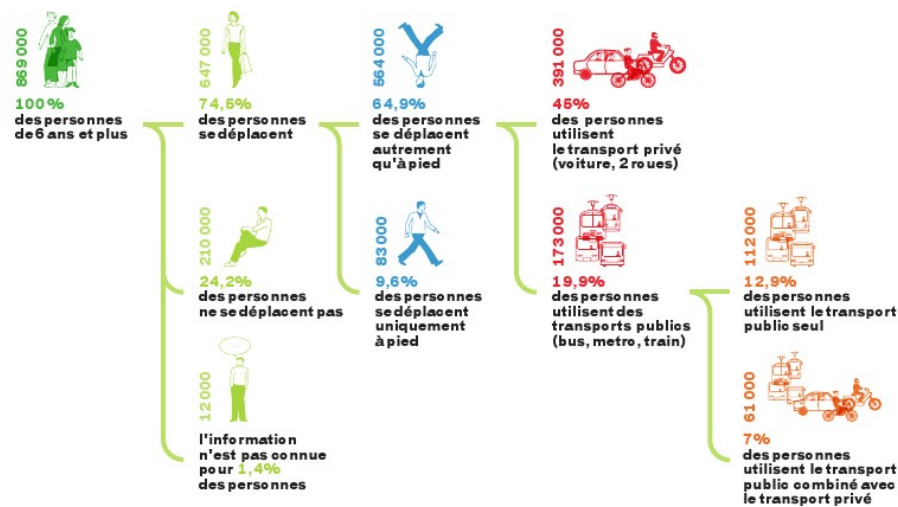 869 000
100%
des personnes
de 6 ans et plus
647 000
74,5%
des personnes
se déplacent
564 000
64,9%
des personnes
se déplacent
autrement
qu'à pied
391 000
45%
des personnes
utilisent
le transport privé
(voiture, 2 roues)
210 000
24,2%
des personnes
ne se déplacent pas
83 000
9,6%
des personnes
se déplacent
uniquement
à pied
173 000
19,9%
des personnes
utilisent des
transports publics
(bus, metro, train)
112 000
12,9%
des personnes
utilisent le transport
public seul
12 000
l'information
n'est pas connue
pour 1,4%
des personnes
61 000
7%
des personnes
utilisent le transport
public combiné avec
le transport privé